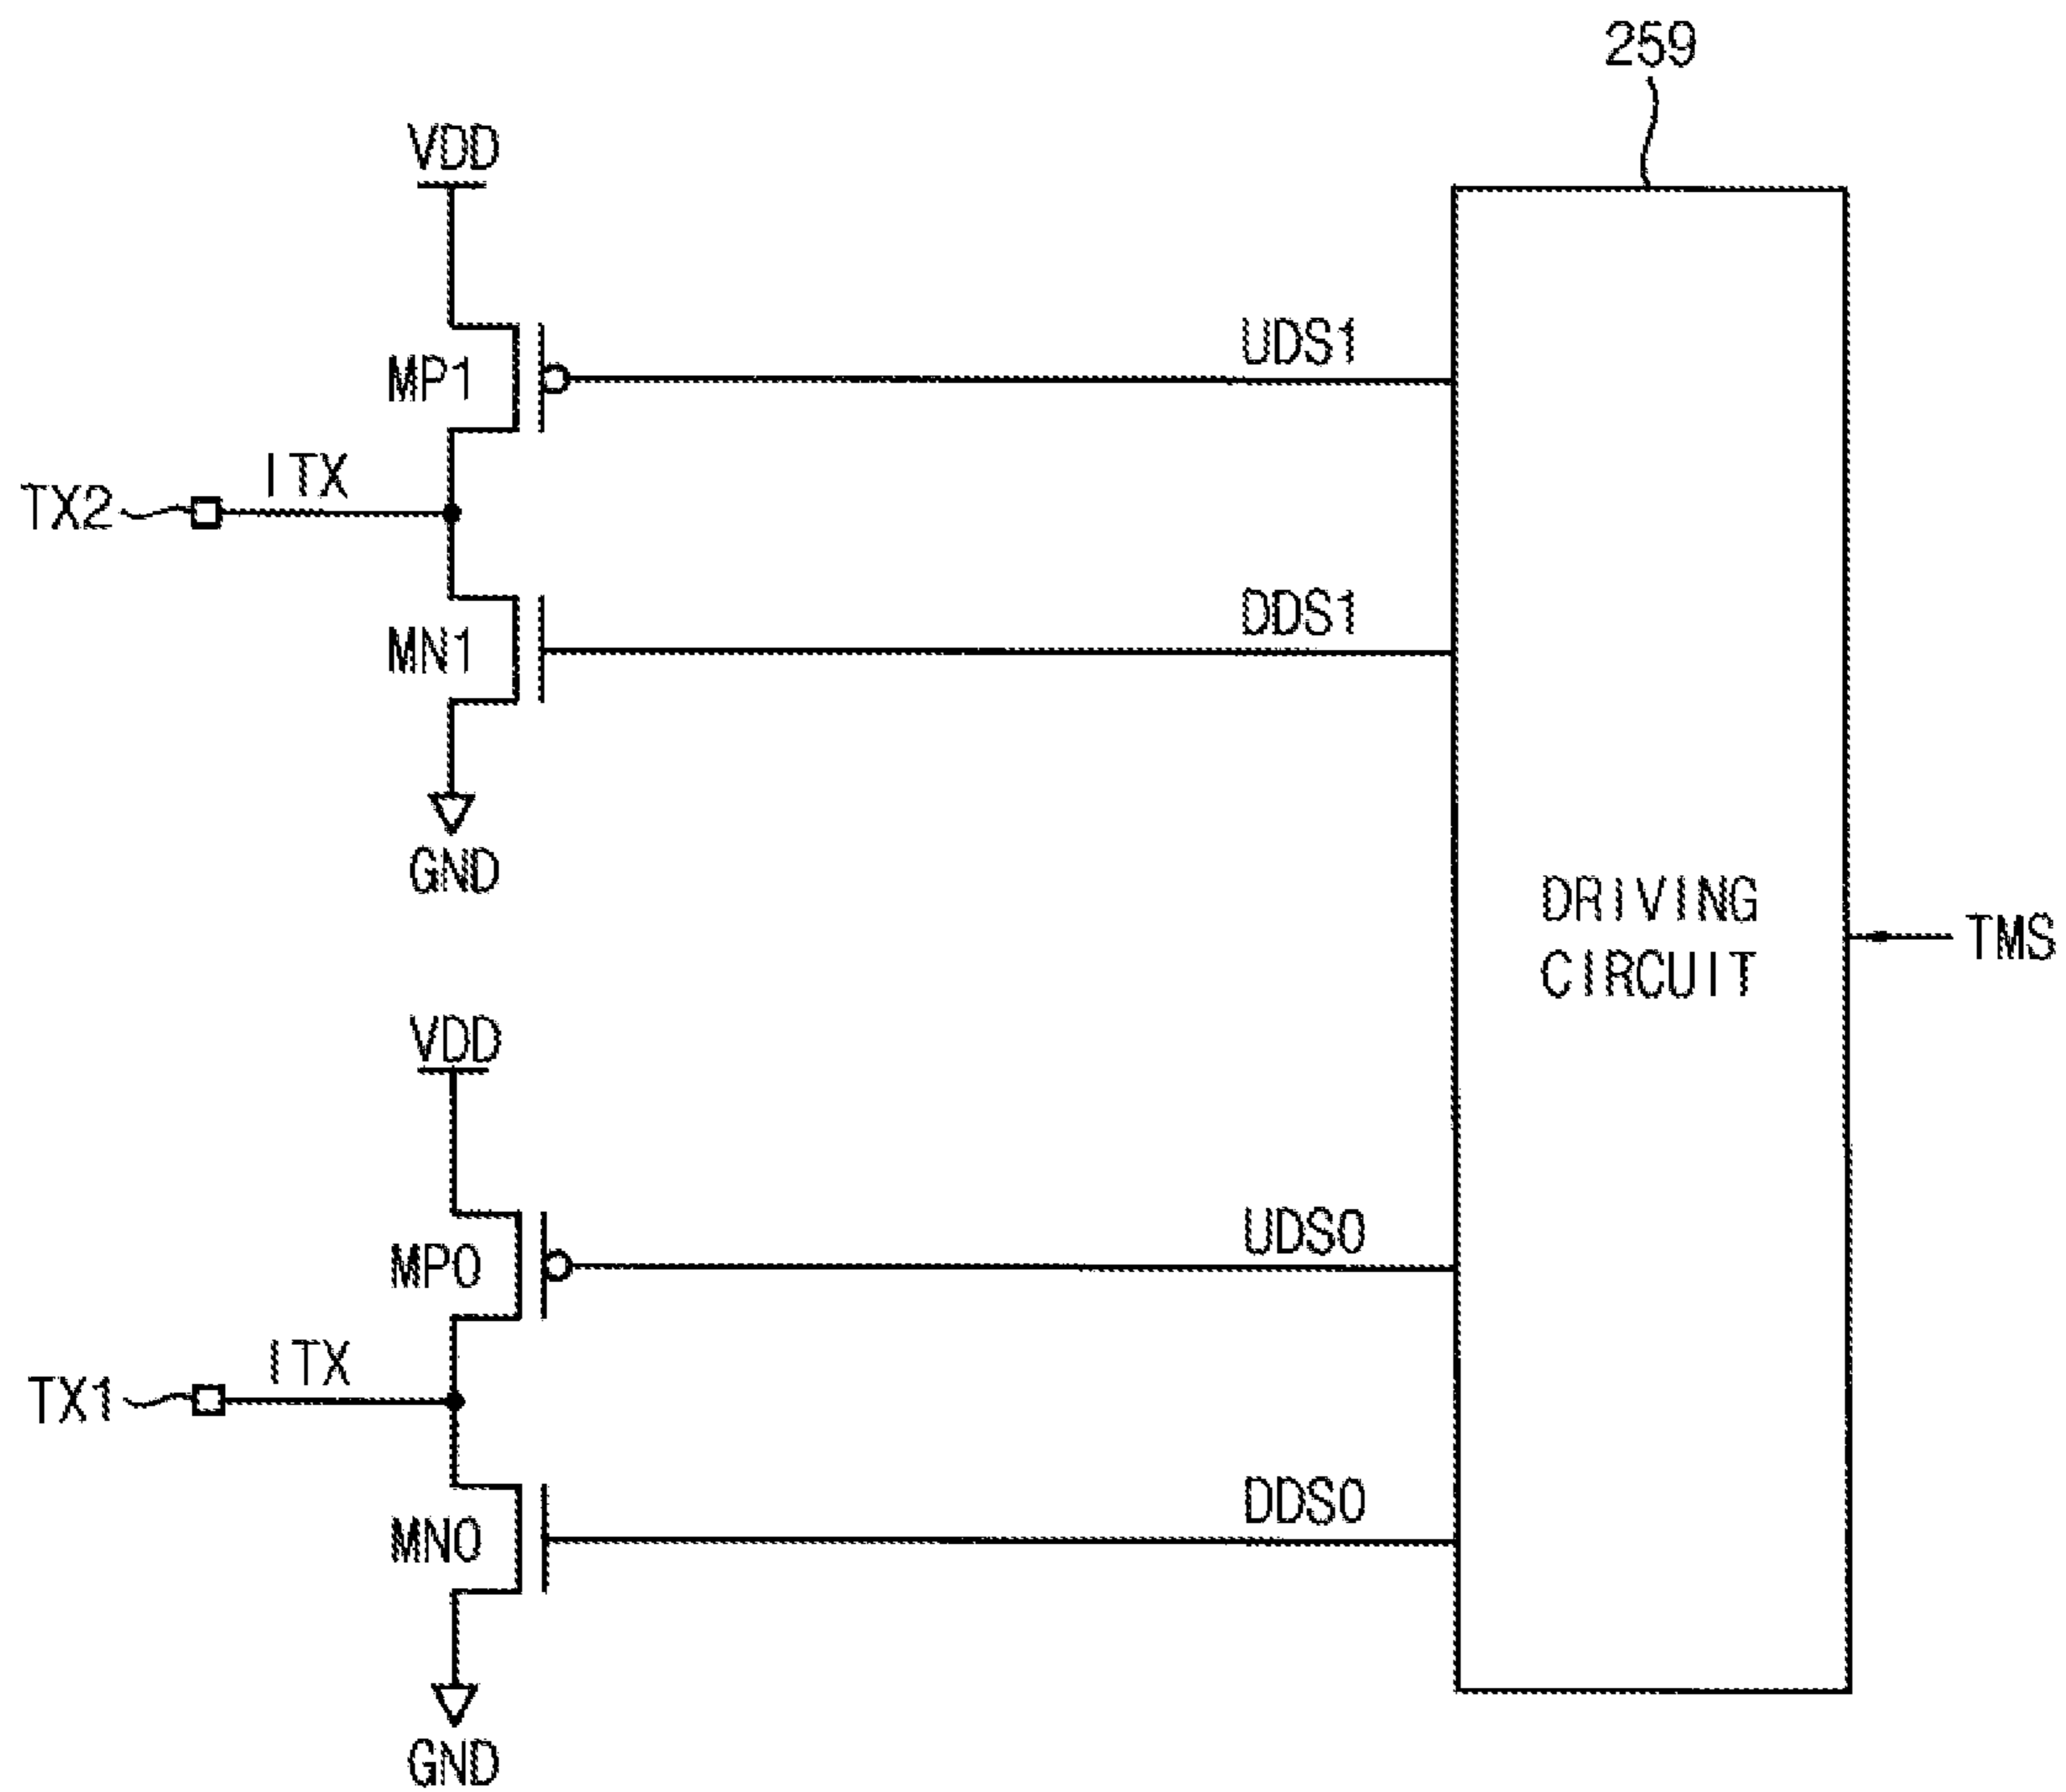 259
VDD
MP1
UDS1
ITX
TX2
MN1
DDS1
GND
DRIVING
CIRCUIT
TMS
VDD
MP0
UDS0
ITX
TX1
MN0
DDS0
GND